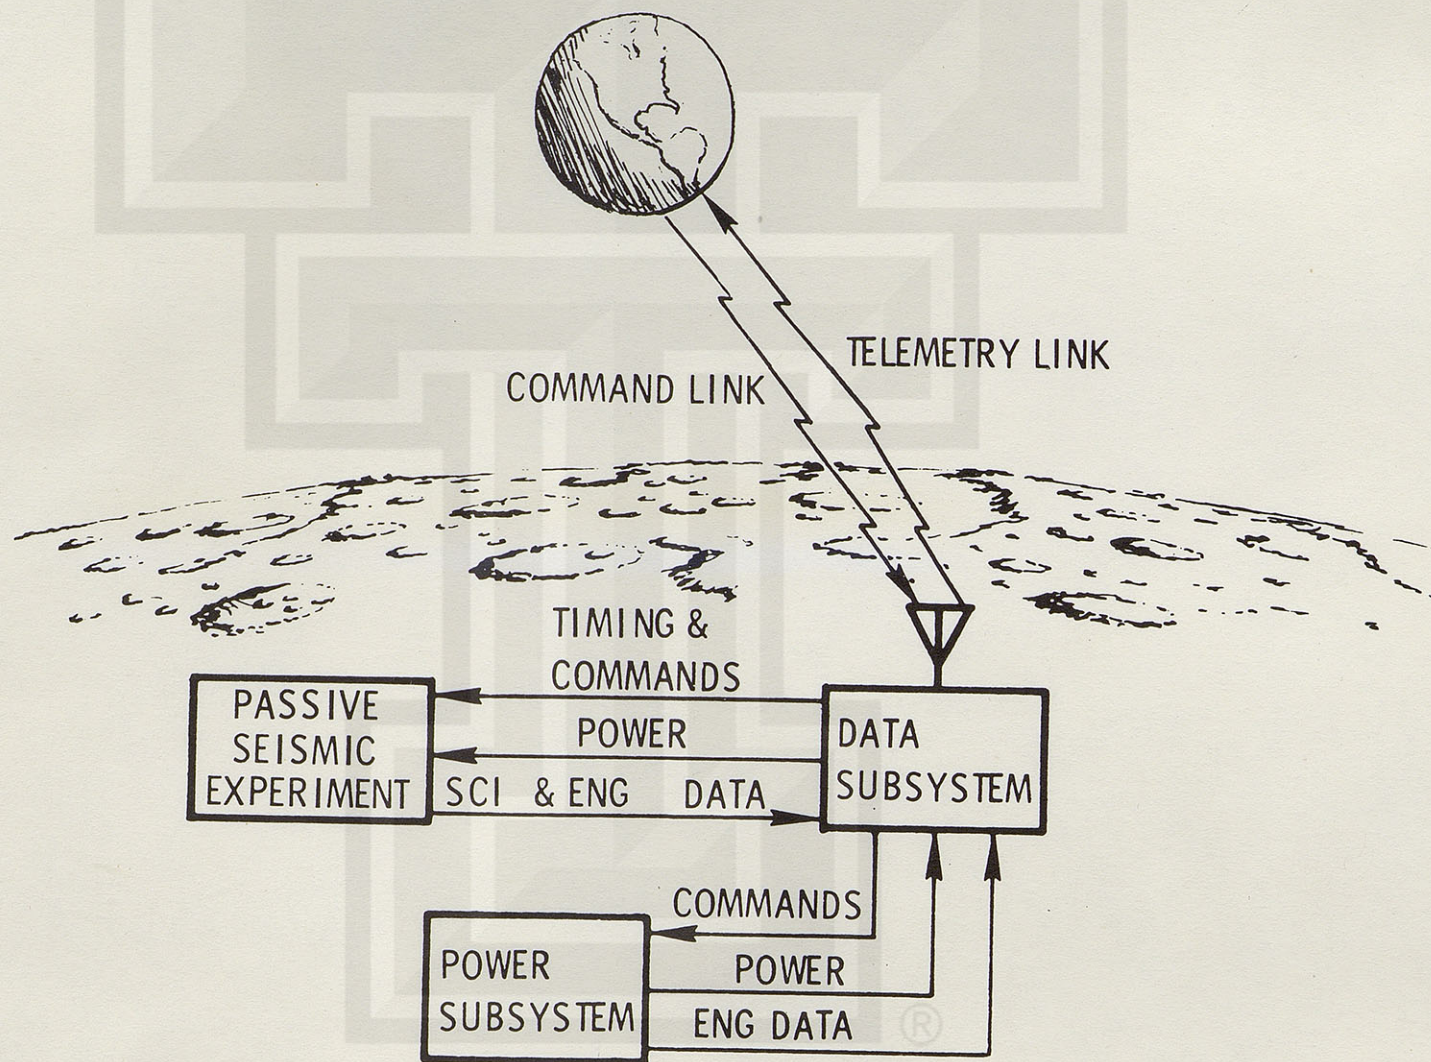 TELEMETRY LINK
COMMAND LINK
TIMING &
COMMANDS
PASSIVE
SEISMIC
EXPERIMENT
POWER
SCI & ENG DATA
DATA
SUBSYSTEM
COMMANDS
POWER
SUBSYSTEM
POWER
ENG DATA
®